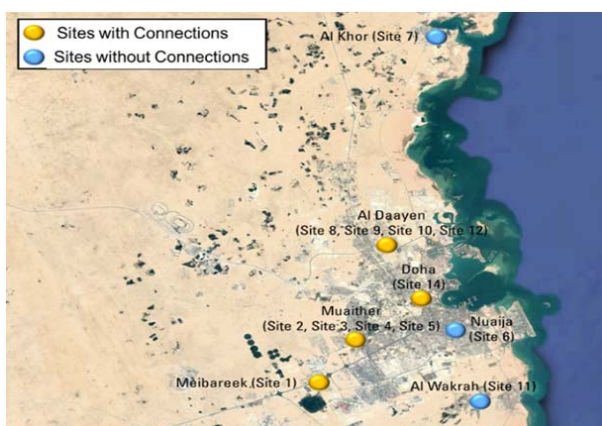 Sites with Connections
Sites without Connections
Al Khor (Site 7)
Al Daayen
(Site 8, Site 9, Site 10, Site 12)
Doha
(Site 14)
Muaither
(Site 2, Site 3, Site 4, Site 5)
Nuaija
(Site 6)
Meibareek (Site 1)
Al Wakrah (Site 11)